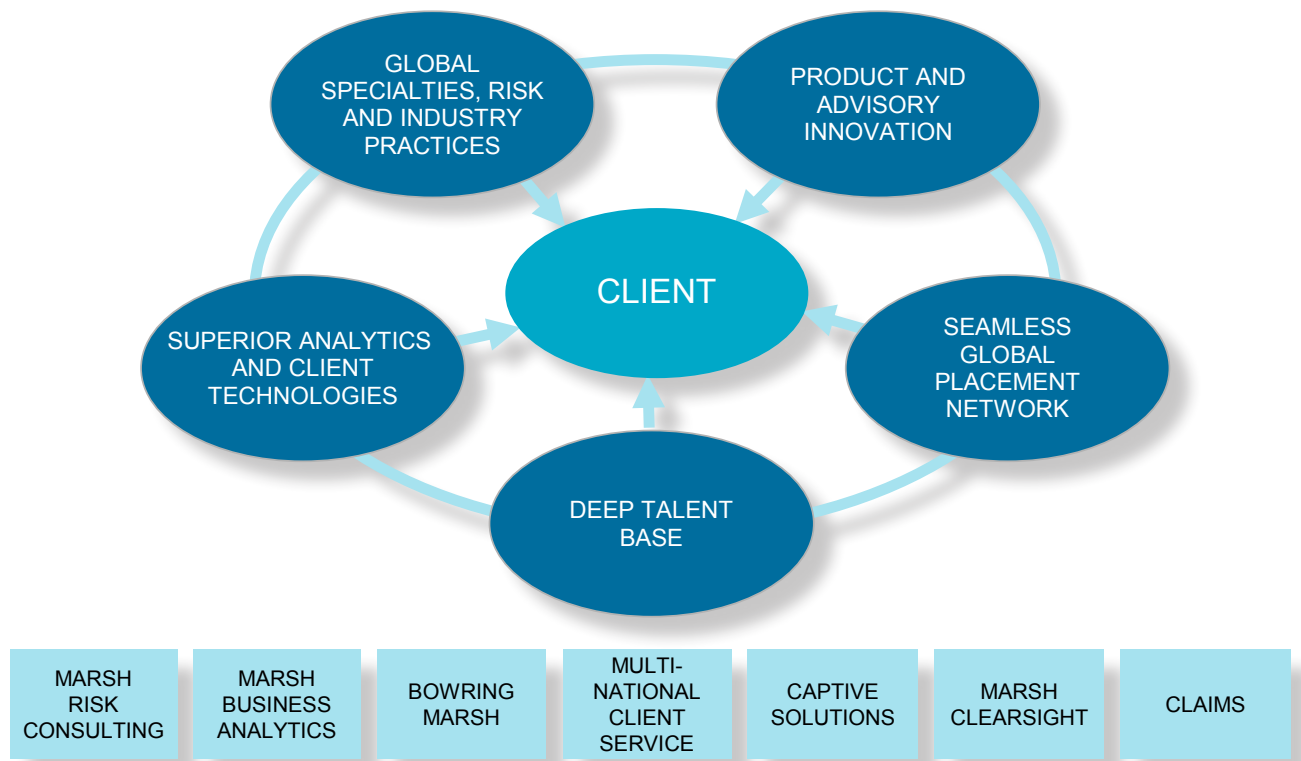 GLOBAL
SPECIALTIES, RISK
AND INDUSTRY
PRACTICES
PRODUCT AND
ADVISORY
INNOVATION
CLIENT
SUPERIOR ANALYTICS
AND CLIENT
TECHNOLOGIES
SEAMLESS
GLOBAL
PLACEMENT
NETWORK
DEEP TALENT
BASE
MARSH
RISK
CONSULTING
MARSH
BUSINESS
ANALYTICS
BOWRING
MARSH
MULTI-
NATIONAL
CLIENT
SERVICE
CAPTIVE
SOLUTIONS
MARSH
CLEARSIGHT
CLAIMS